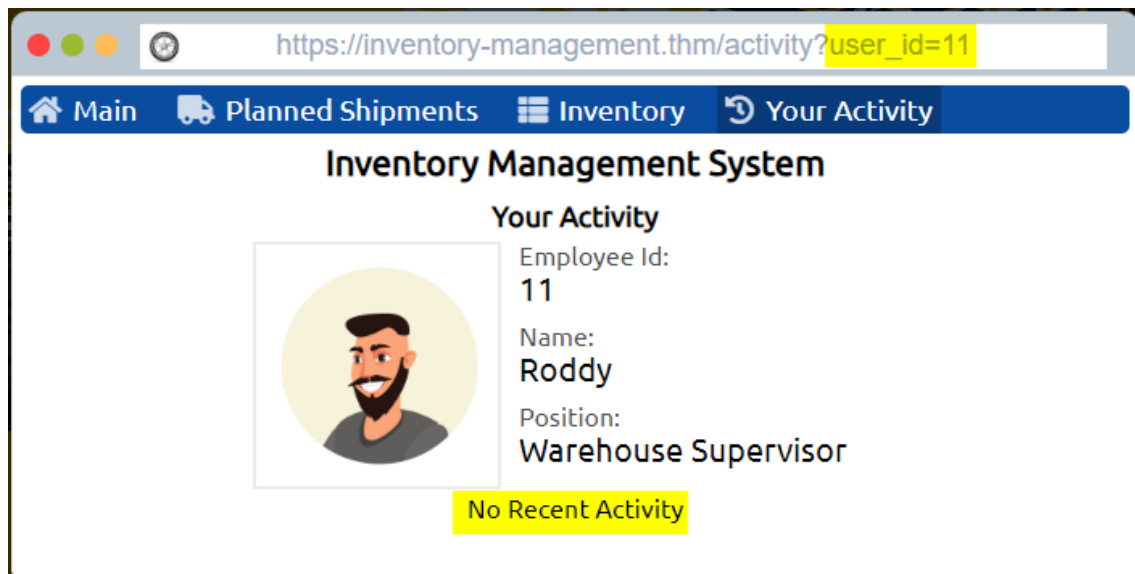 https://inventory-management.thm/activity?user_id=11
Main Planned Shipments Inventory Your Activity
Inventory Management System
Your Activity
Employee Id:
11
Name:
Roddy
Position:
Warehouse Supervisor
No Recent Activity